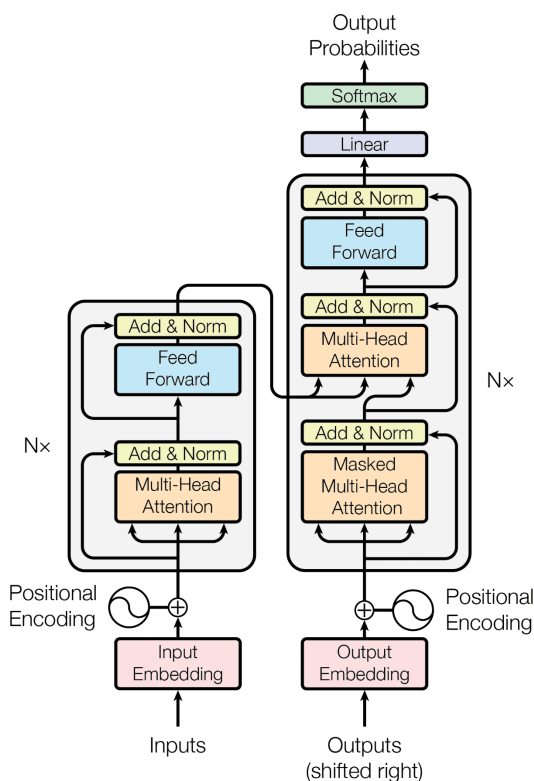 Output
Probabilities
Softmax
Linear
Add & Norm
Feed
Forward
Add & Norm
Multi-Head
Attention
Add & Norm
Masked
Multi-Head
Attention
N×
Add & Norm
Feed
Forward
Add & Norm
Multi-Head
Attention
N×
Positional
Encoding
Positional
Encoding
Input
Embedding
Output
Embedding
Inputs
Outputs
(shifted right)